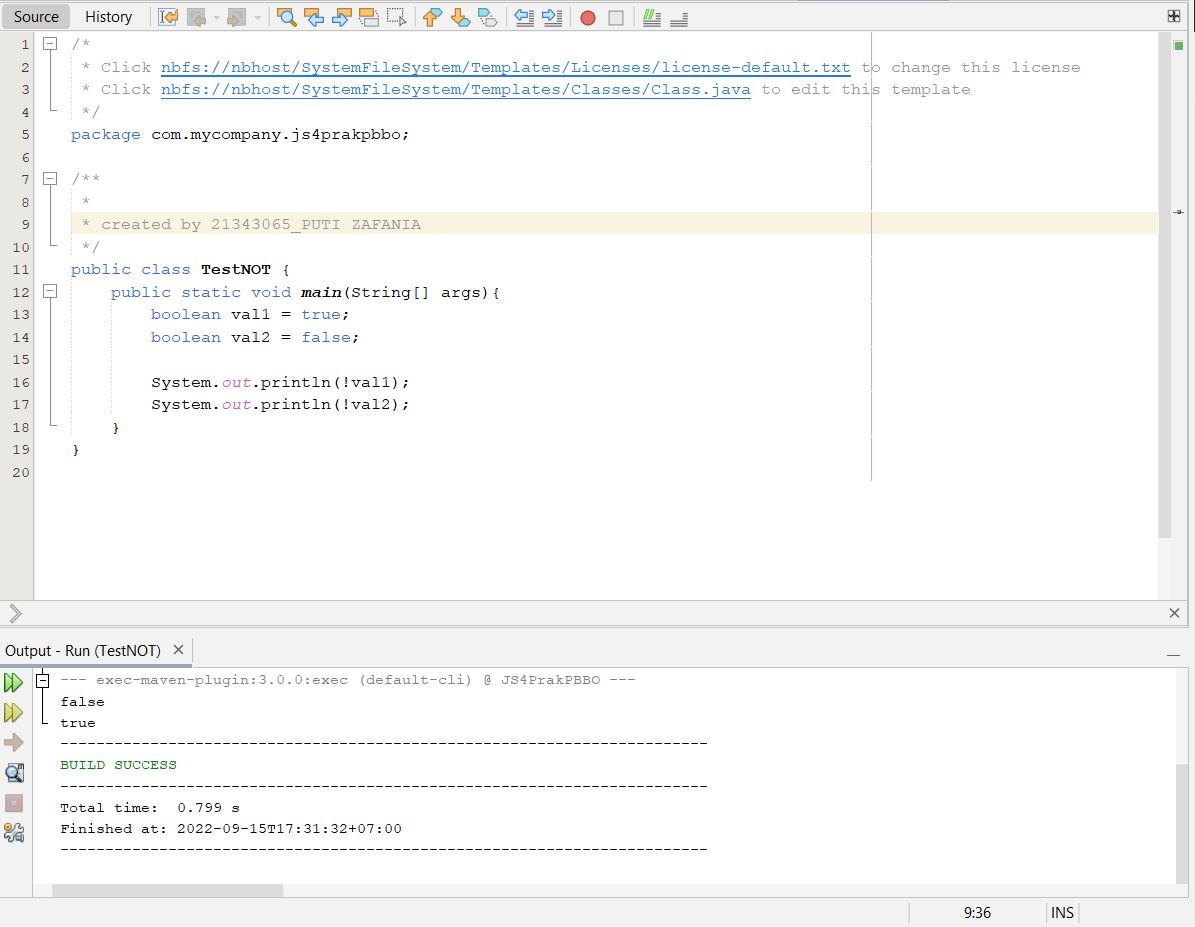 Source History
1 /*
2 * Click nbfs://nbhost/SystemFileSystem/Templates/Licenses/license-default.txt to change this license
3 * Click nbfs://nbhost/SystemFileSystem/Templates/Classes/Class.java to edit this template
4 */
5 package com.mycompany.js4prakpbbo;
6
7 /**
8 *
9 * created by 21343065_PUTI ZAFANIA
10 */
11 public class TestNOT {
12 public static void main(String[] args){
13 boolean val1 = true;
14 boolean val2 = false;
15
16 System.out.println(!val1);
17 System.out.println(!val2);
18 }
19 }
20
Output - Run (TestNOT)
--- exec-maven-plugin:3.0.0:exec (default-cli) @ JS4PrakPBBO ---
false
true
------------------------------------------------------------------------
BUILD SUCCESS
------------------------------------------------------------------------
Total time:  0.799 s
Finished at: 2022-09-15T17:31:32+07:00
------------------------------------------------------------------------
9:36 INS